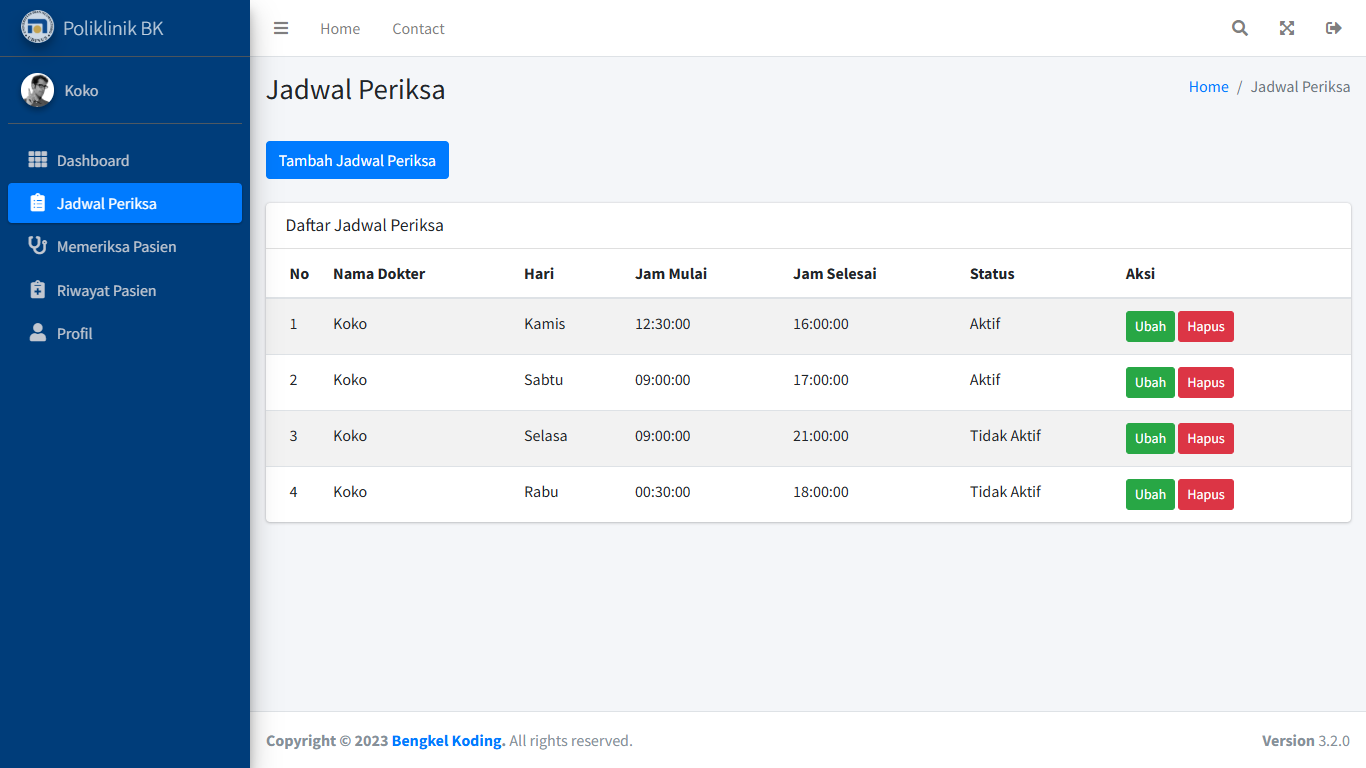 Poliklinik BK
Koko
Dashboard
Jadwal Periksa
Memeriksa Pasien
Riwayat Pasien
Profil
Home Contact
Jadwal Periksa
Home / Jadwal Periksa
Tambah Jadwal Periksa
Daftar Jadwal Periksa
No Nama Dokter Hari Jam Mulai Jam Selesai Status Aksi
1 Koko Kamis 12:30:00 16:00:00 Aktif Ubah Hapus
2 Koko Sabtu 09:00:00 17:00:00 Aktif Ubah Hapus
3 Koko Selasa 09:00:00 21:00:00 Tidak Aktif Ubah Hapus
4 Koko Rabu 00:30:00 18:00:00 Tidak Aktif Ubah Hapus
Copyright © 2023 Bengkel Koding. All rights reserved.
Version 3.2.0